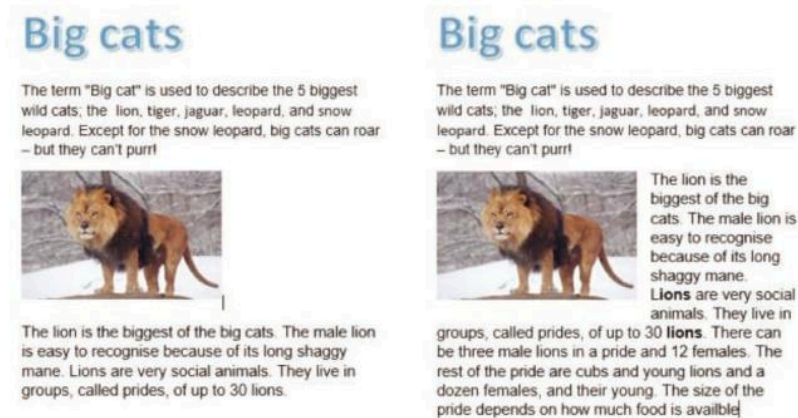 Big cats
The term "Big cat" is used to describe the 5 biggest
wild cats; the lion, tiger, jaguar, leopard, and snow
leopard. Except for the snow leopard, big cats can roar
– but they can't purr!
The lion is the biggest of the big cats. The male lion
is easy to recognise because of its long shaggy
mane. Lions are very social animals. They live in
groups, called prides, of up to 30 lions.
Big cats
The term "Big cat" is used to describe the 5 biggest
wild cats; the lion, tiger, jaguar, leopard, and snow
leopard. Except for the snow leopard, big cats can roar
– but they can't purr!
The lion is the
biggest of the big
cats. The male lion is
easy to recognise
because of its long
shaggy mane.
Lions are very social
animals. They live in
groups, called prides, of up to 30 lions. There can
be three male lions in a pride and 12 females. The
rest of the pride are cubs and young lions and a
dozen females, and their young. The size of the
pride depends on how much food is availble